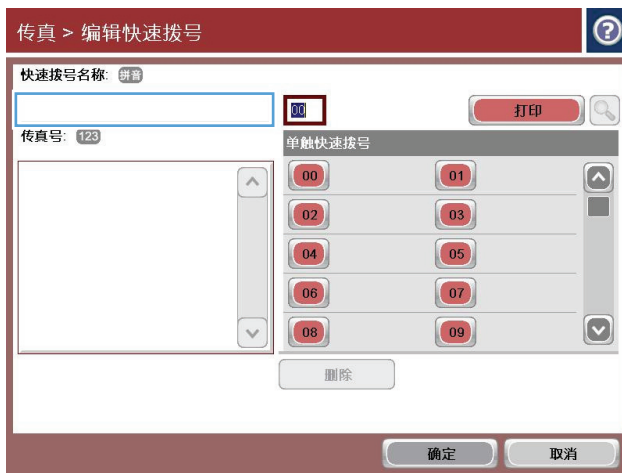 传真 > 编辑快速拨号
?
快速拨号名称: 拼音
00
打印
传真号: 123
单触快速拨号
00 01
02 03
04 05
06 07
08 09
删除
确定 取消